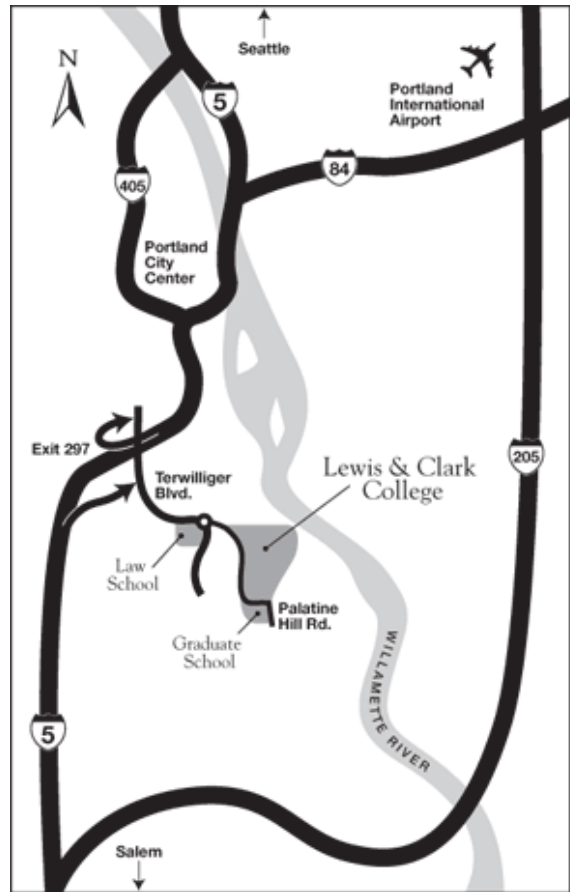 Seattle
N
Portland
International
Airport
5
84
405
Portland
City
Center
Exit 297
205
Lewis & Clark
College
Terwilliger
Blvd.
Law
School
Palatine
Hill Rd.
Graduate
School
WILLAMETTE RIVER
5
Salem